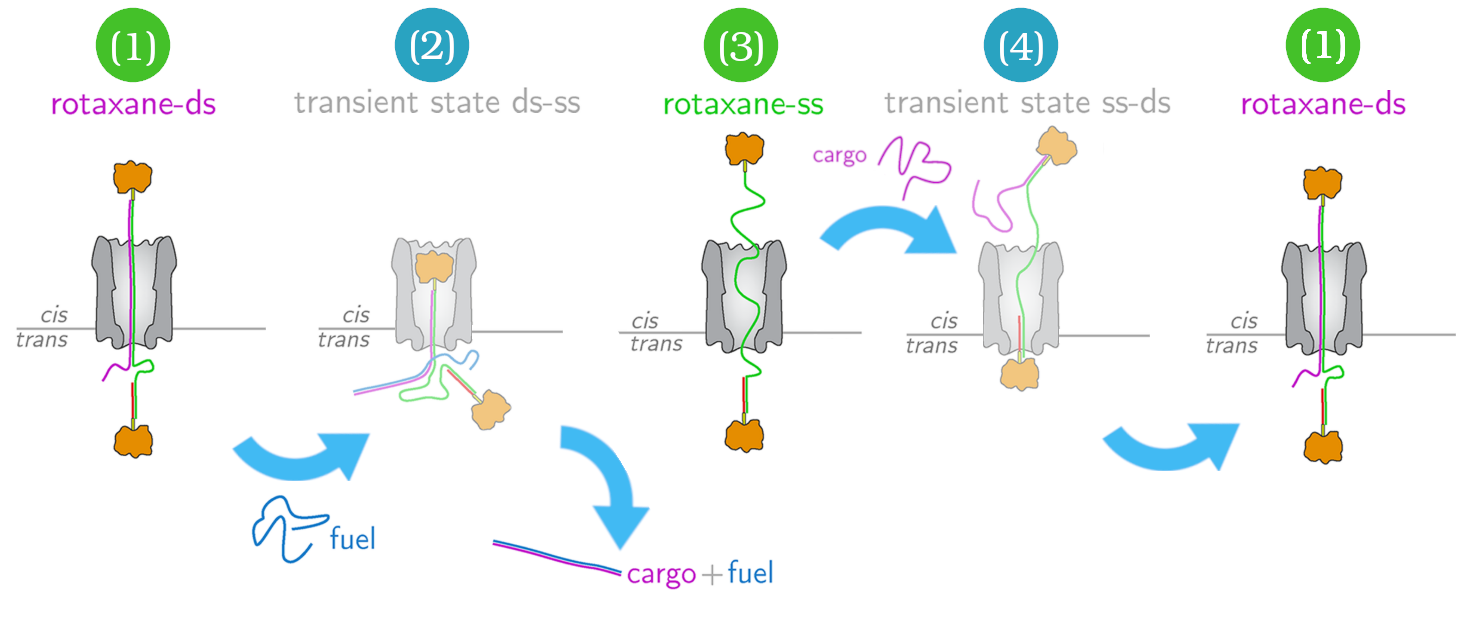 (1)
(2)
(3)
(4)
(1)
rotaxane-ds
transient state ds-ss
rotaxane-ss
transient state ss-ds
rotaxane-ds
cargo
cis
trans
cis
trans
cis
trans
cis
trans
cis
trans
fuel
cargo + fuel